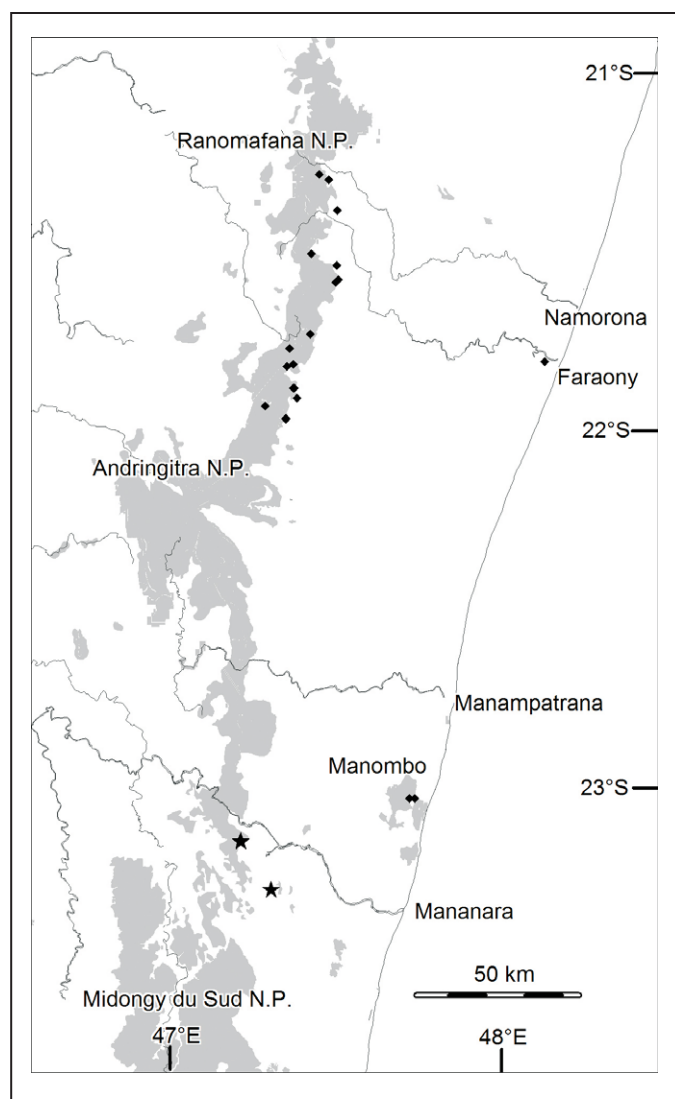 21°S
Ranomafana N.P.
Namorona
Faraony
22°S
Andringitra N.P.
Manampatrana
Manombo
23°S
Mananara
50 km
Midongy du Sud N.P.
47°E
48°E